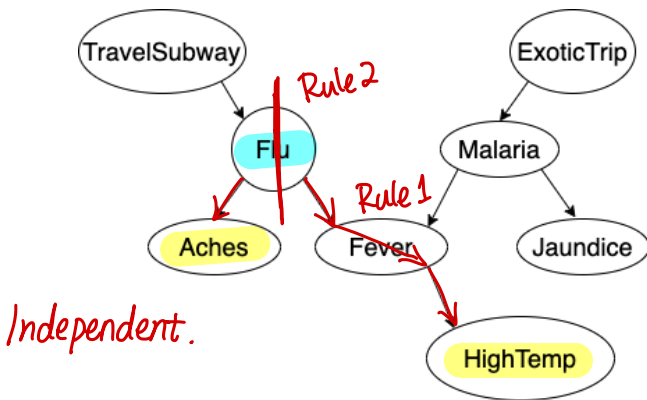 TravelSubway
ExoticTrip
Rule 2
Flu
Malaria
Rule 1
Aches
Fever
Jaundice
Independent.
HighTemp